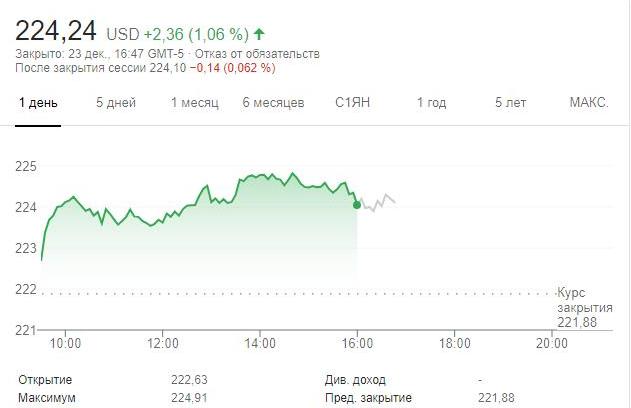 224,24 USD +2,36 (1,06 %)
Закрыто: 23 дек., 16:47 GMT-5 · Отказ от обязательств
После закрытия сессии 224,10 −0,14 (0,062 %)
1 день 5 дней 1 месяц 6 месяцев С1ЯН 1 год 5 лет МАКС.
225
224
223
222
Курс
закрытия
221,88
221
10:00 12:00 14:00 16:00 18:00 20:00
Открытие 222,63 Див. доход -
Максимум 224,91 Пред. закрытие 221,88